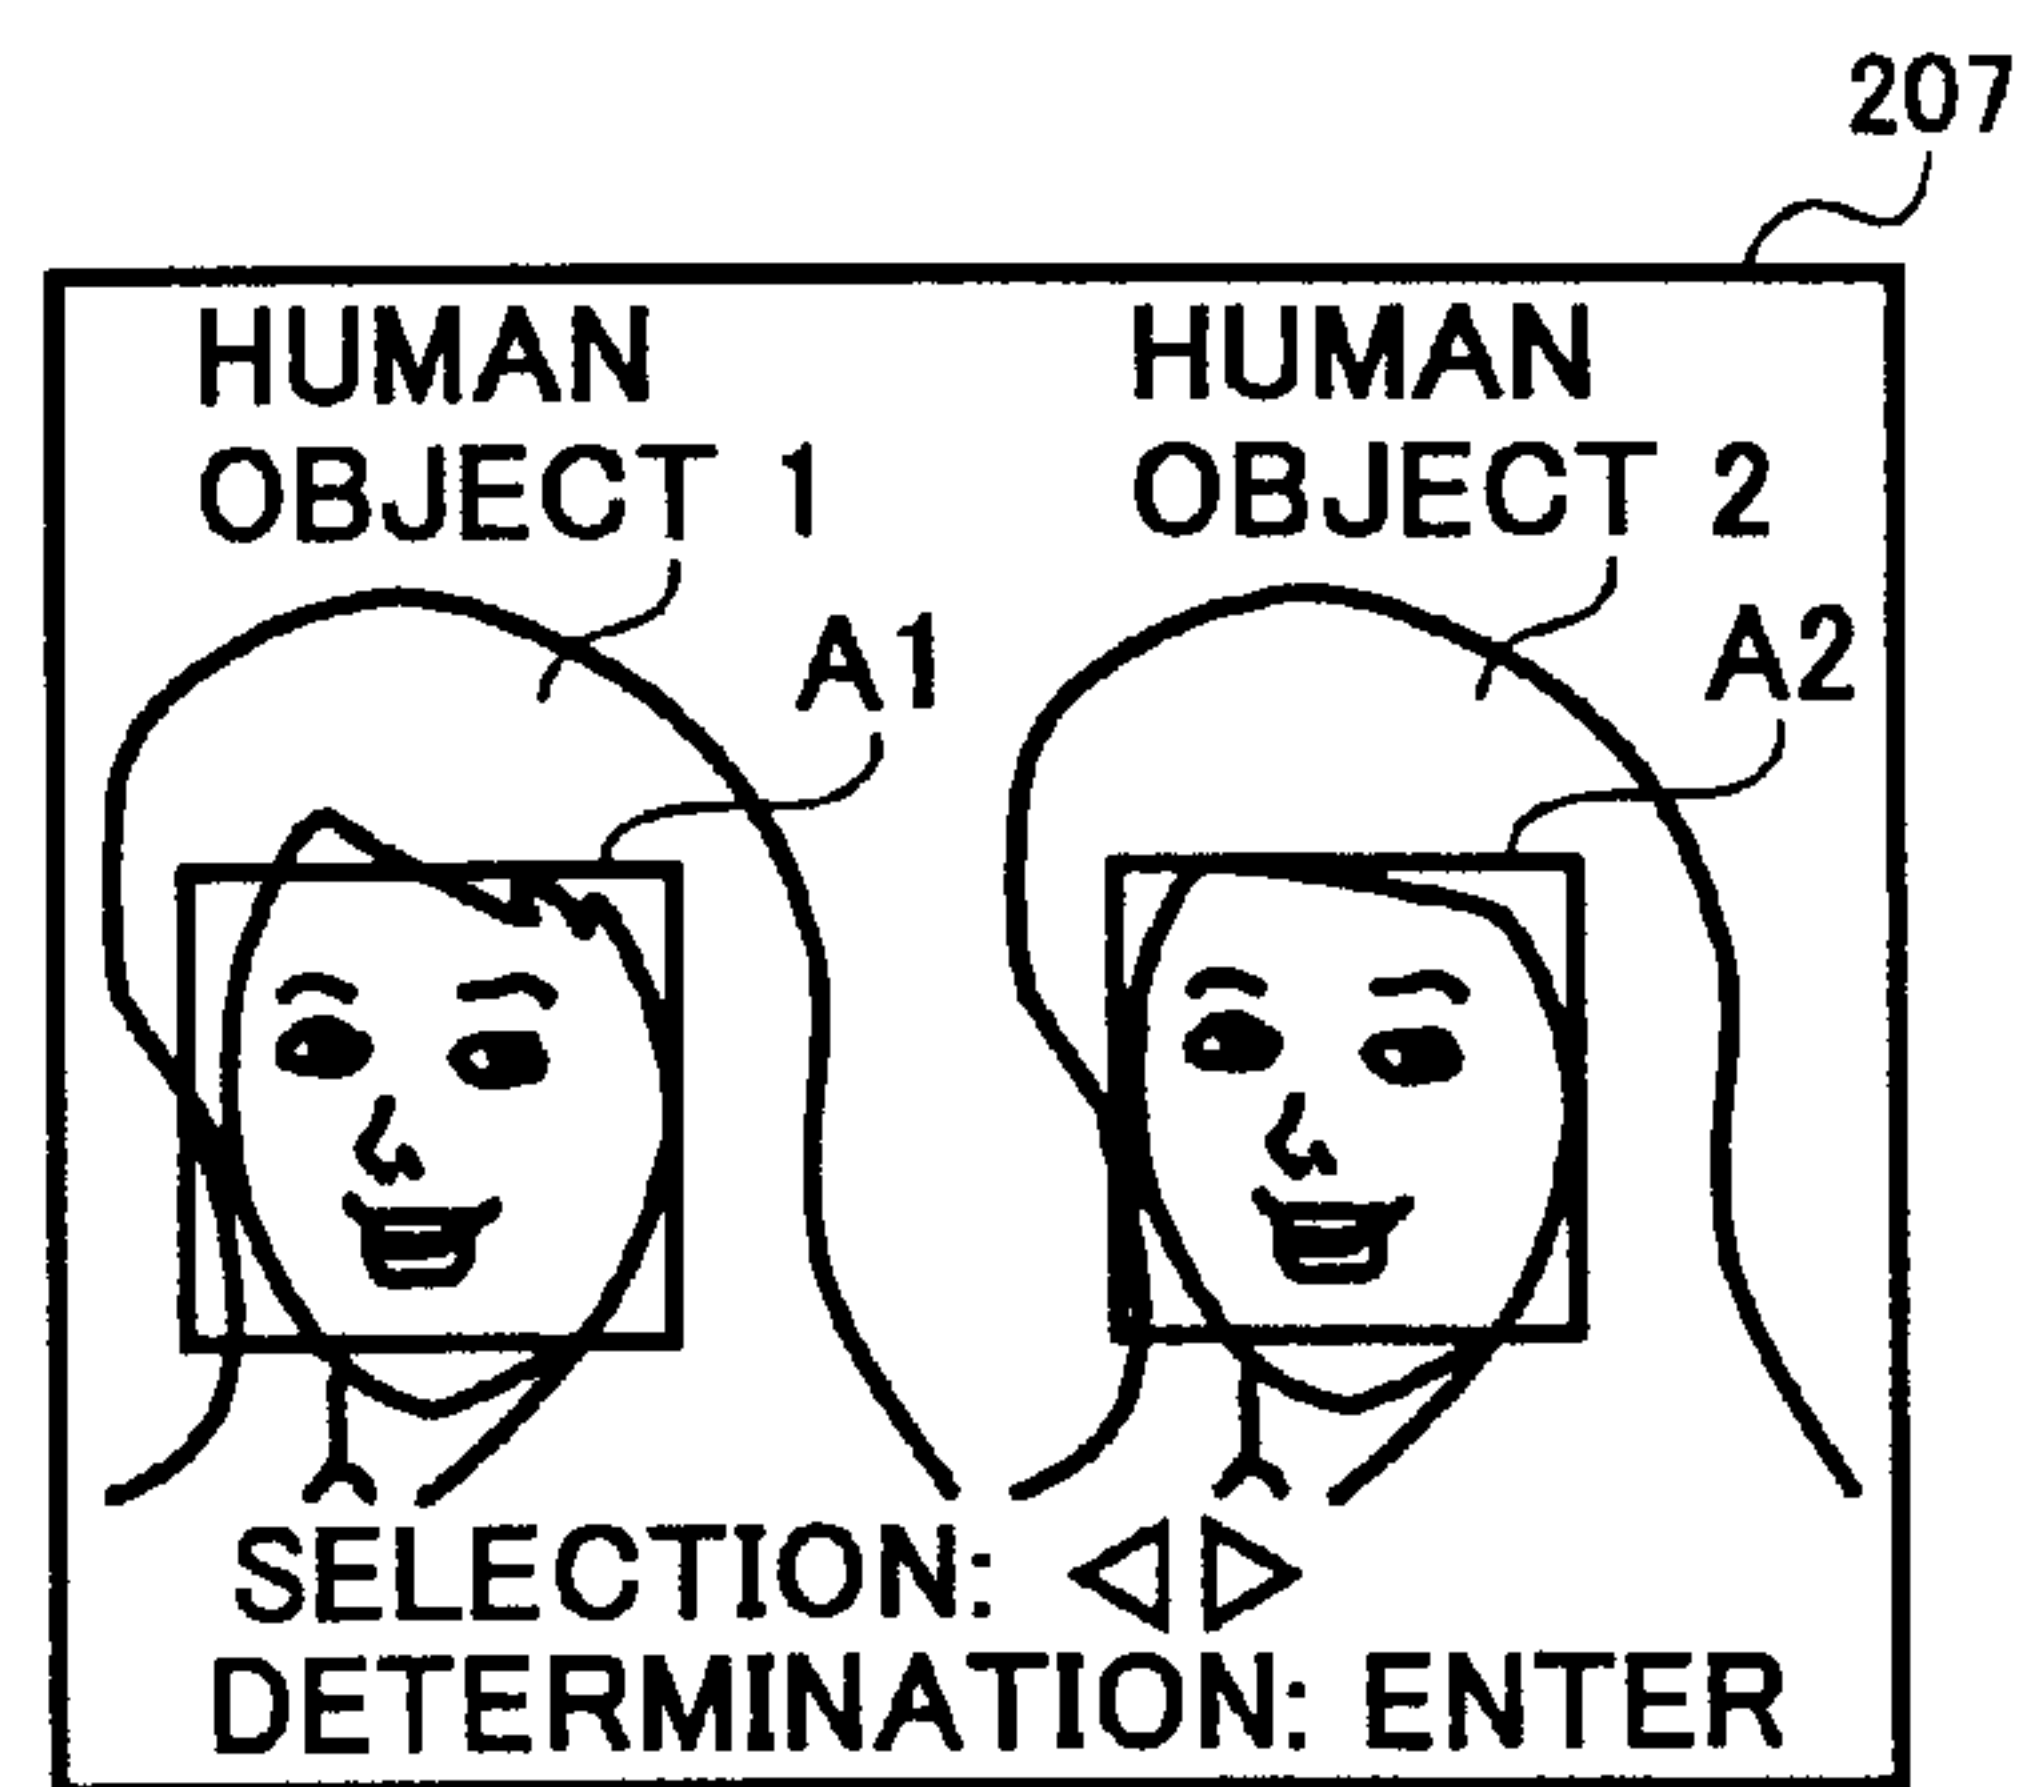 207
HUMAN
OBJECT 1
HUMAN
OBJECT 2
A1
A2
SELECTION: ◁ ▷
DETERMINATION: ENTER